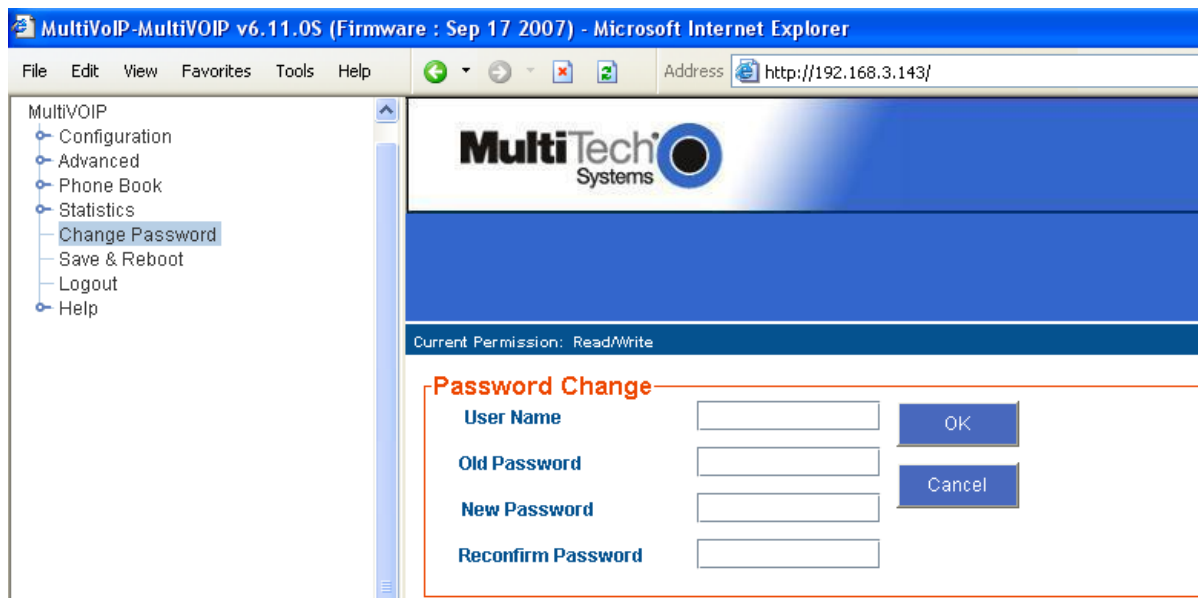 MultiVoIP-MultiVOIP v6.11.0S (Firmware : Sep 17 2007) - Microsoft Internet Explorer
File Edit View Favorites Tools Help Address http://192.168.3.143/
MultiVOIP
Configuration
Advanced
Phone Book
Statistics
Change Password
Save & Reboot
Logout
Help
MultiTech
Systems
Current Permission: Read/Write
Password Change
User Name
OK
Old Password
Cancel
New Password
Reconfirm Password